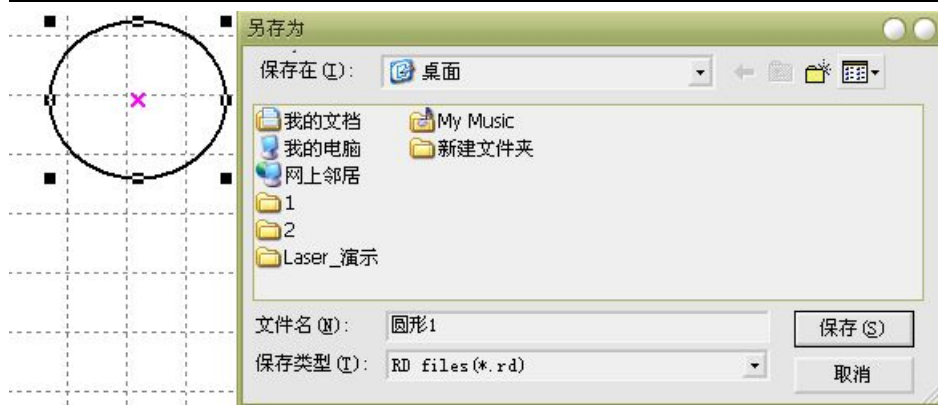 另存为
保存在(I): 桌面
我的文档 My Music
我的电脑 新建文件夹
网上邻居
1
2
Laser_演示
文件名(N): 圆形1 保存(S)
保存类型(T): RD files(*.rd) 取消